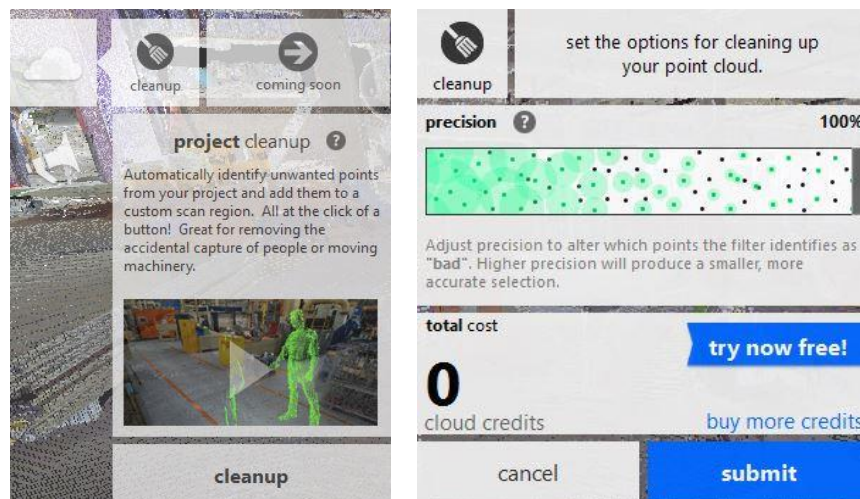 cleanup
coming soon
project cleanup ?
Automatically identify unwanted points
from your project and add them to a
custom scan region.  All at the click of a
button!  Great for removing the
accidental capture of people or moving
machinery.
cleanup
cleanup
set the options for cleaning up
your point cloud.
precision ? 100%
Adjust precision to alter which points the filter identifies as
"bad". Higher precision will produce a smaller, more
accurate selection.
total cost
try now free!
0
cloud credits
buy more credits
cancel
submit